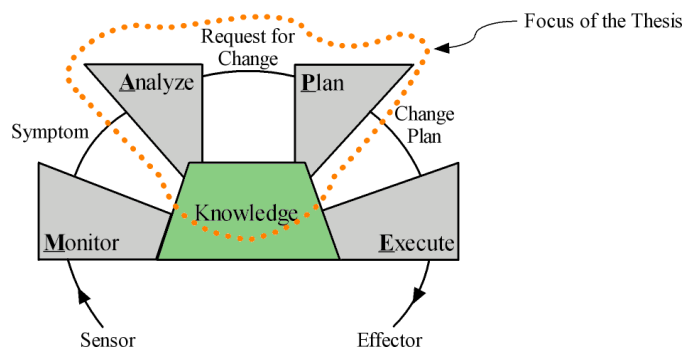 Focus of the Thesis
Request for
Change
Analyze
Plan
Symptom
Change
Plan
Knowledge
Monitor
Execute
Sensor
Effector